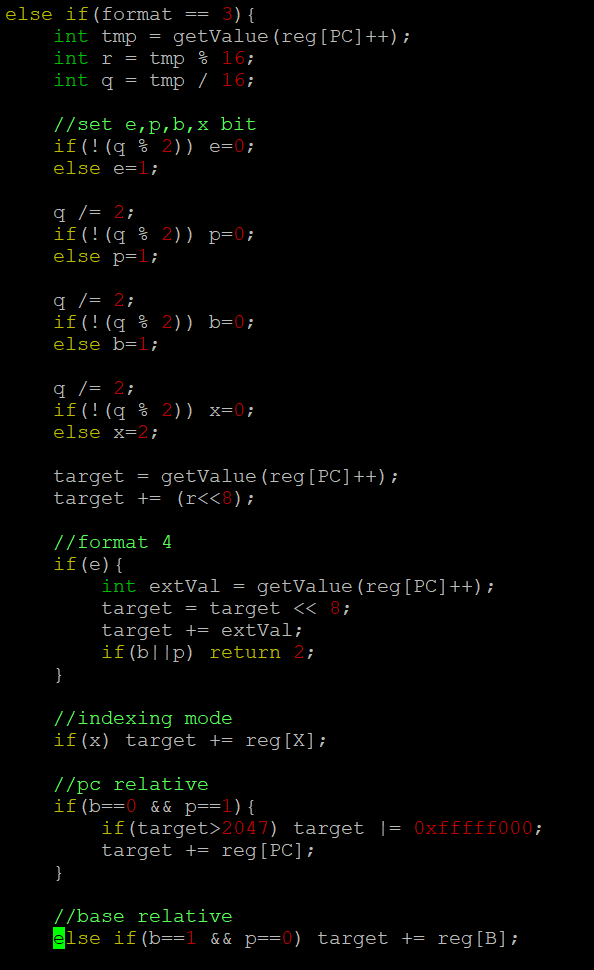 else if(format == 3){
    int tmp = getValue(reg[PC]++);
    int r = tmp % 16;
    int q = tmp / 16;

    //set e,p,b,x bit
    if(!(q % 2)) e=0;
    else e=1;

    q /= 2;
    if(!(q % 2)) p=0;
    else p=1;

    q /= 2;
    if(!(q % 2)) b=0;
    else b=1;

    q /= 2;
    if(!(q % 2)) x=0;
    else x=2;

    target = getValue(reg[PC]++);
    target += (r<<8);

    //format 4
    if(e){
        int extVal = getValue(reg[PC]++);
        target = target << 8;
        target += extVal;
        if(b||p) return 2;
    }

    //indexing mode
    if(x) target += reg[X];

    //pc relative
    if(b==0 && p==1){
        if(target>2047) target |= 0xfffff000;
        target += reg[PC];
    }

    //base relative
    else if(b==1 && p==0) target += reg[B];